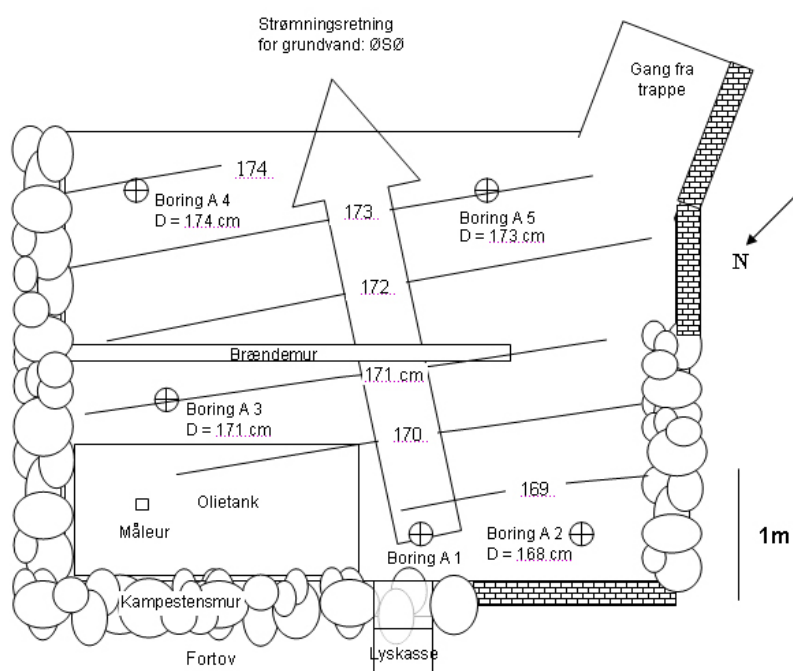 Strømningsretning
for grundvand: ØSØ
Gang fra
trappe
174
Boring A 4
D = 174 cm
173
Boring A 5
D = 173 cm
N
172
Brændemur
171 cm
Boring A 3
D = 171 cm
170
169
Olietank
Måleur
Boring A 1
Boring A 2
D = 168 cm
1m
Kampestensmur
Fortov
Lyskasse